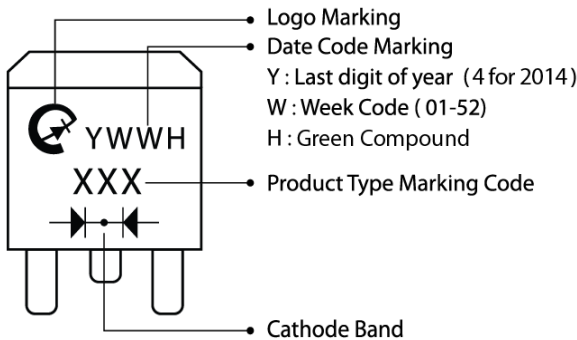 Logo Marking
Date Code Marking
Y : Last digit of year ( 4 for 2014 )
W : Week Code ( 01-52)
H : Green Compound
YWWH
XXX
Product Type Marking Code
Cathode Band